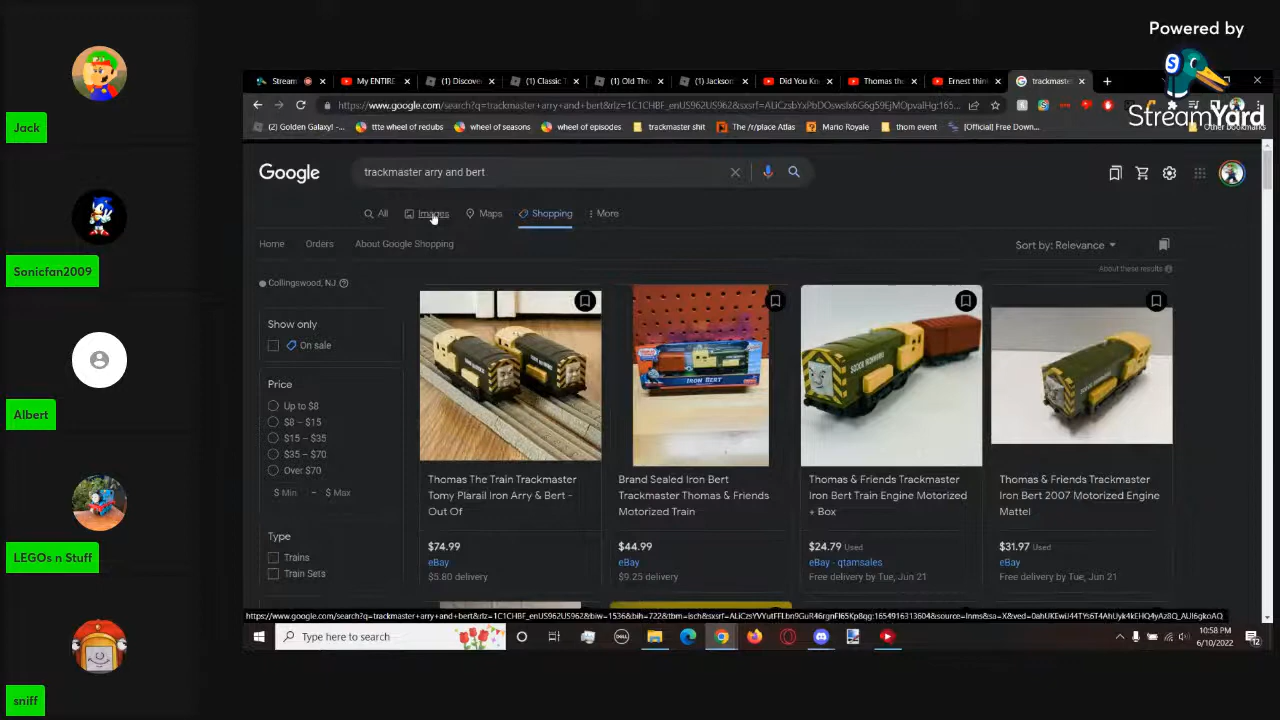 Powered by
StreamYard
Jack
Sonicfan2009
Albert
LEGOs n Stuff
sniff
Stream
My ENTIRE
(1) Discove
(1) Classic T
(1) Old Tho
(1) Jackson
Did You Kn
Thomas th
Ernest thin
trackmaste
(2) Golden Galaxy!...
ttte wheel of redubs
wheel of seasons
wheel of episodes
trackmaster shit
The /r/place Atlas
Mario Royale
thom event
[Official] Free Down...
Other bookmarks
Google
trackmaster arry and bert
All
Images
Maps
Shopping
More
Home
Orders
About Google Shopping
Sort by: Relevance
About these results
Collingswood, NJ
Show only
On sale
Price
Up to $8
$8 – $15
$15 – $35
$35 – $70
Over $70
$ Min – $ Max
Type
Trains
Train Sets
IRON BERT
SODOR IRONWORKS
Thomas The Train Trackmaster
Tomy Plarail Iron Arry & Bert -
Out Of
$74.99
eBay
$5.80 delivery
Brand Sealed Iron Bert
Trackmaster Thomas & Friends
Motorized Train
$44.99
eBay
$9.25 delivery
Thomas & Friends Trackmaster
Iron Bert Train Engine Motorized
+ Box
$24.79 Used
eBay - qtamsales
Free delivery by Tue, Jun 21
Thomas & Friends Trackmaster
Iron Bert 2007 Motorized Engine
Mattel
$31.97 Used
eBay
Free delivery by Tue, Jun 21
Type here to search
DELL
10:58 PM
6/10/2022
12